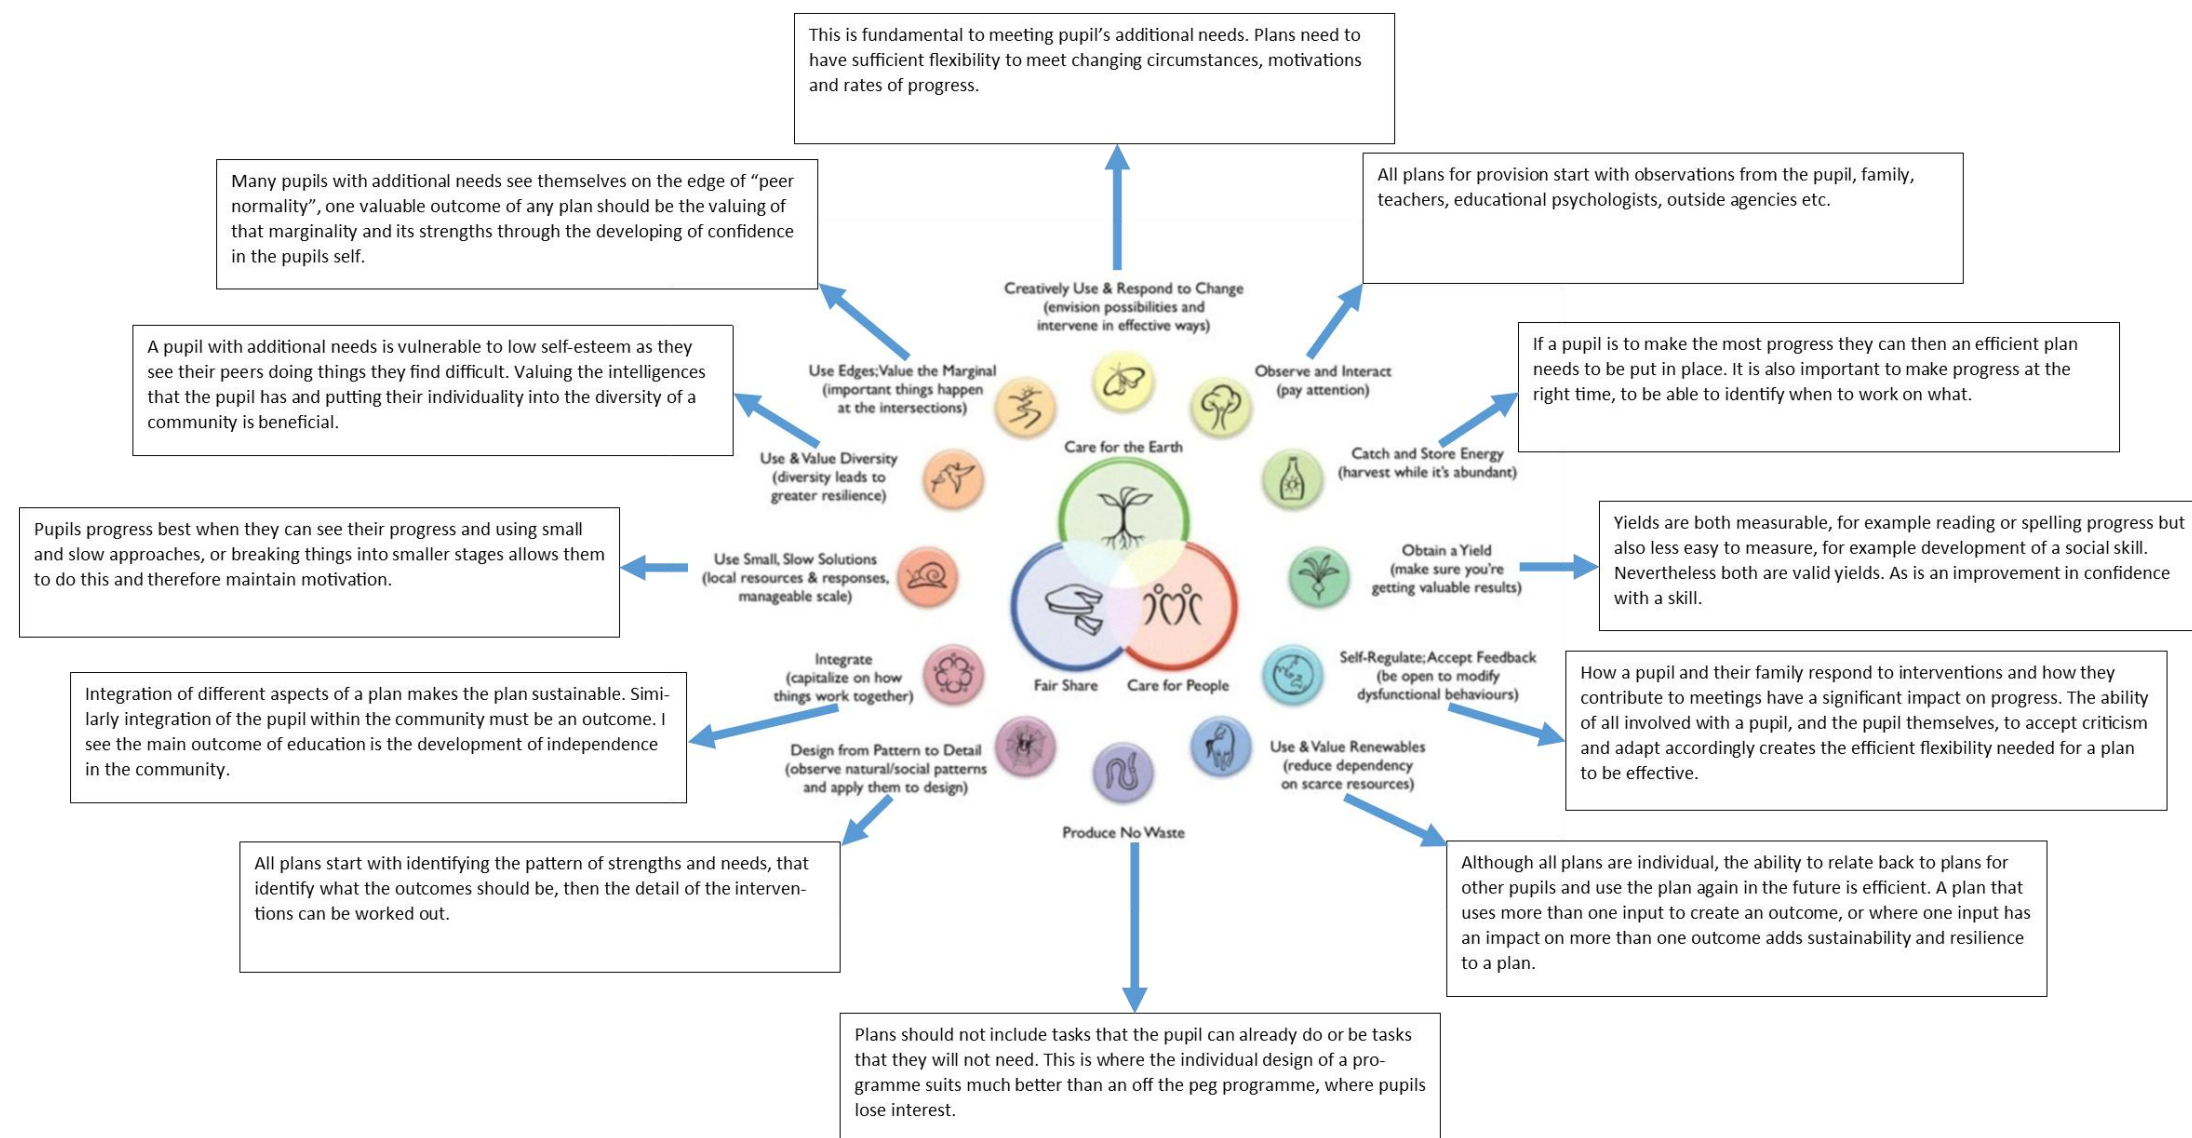 This is fundamental to meeting pupil’s additional needs. Plans need to
have sufficient flexibility to meet changing circumstances, motivations
and rates of progress.
Many pupils with additional needs see themselves on the edge of “peer
normality”, one valuable outcome of any plan should be the valuing of
that marginality and its strengths through the developing of confidence
in the pupils self.
All plans for provision start with observations from the pupil, family,
teachers, educational psychologists, outside agencies etc.
A pupil with additional needs is vulnerable to low self-esteem as they
see their peers doing things they find difficult. Valuing the intelligences
that the pupil has and putting their individuality into the diversity of a
community is beneficial.
If a pupil is to make the most progress they can then an efficient plan
needs to be put in place. It is also important to make progress at the
right time, to be able to identify when to work on what.
Pupils progress best when they can see their progress and using small
and slow approaches, or breaking things into smaller stages allows them
to do this and therefore maintain motivation.
Yields are both measurable, for example reading or spelling progress but
also less easy to measure, for example development of a social skill.
Nevertheless both are valid yields. As is an improvement in confidence
with a skill.
Integration of different aspects of a plan makes the plan sustainable. Simi-
larly integration of the pupil within the community must be an outcome. I
see the main outcome of education is the development of independence
in the community.
How a pupil and their family respond to interventions and how they
contribute to meetings have a significant impact on progress. The ability
of all involved with a pupil, and the pupil themselves, to accept criticism
and adapt accordingly creates the efficient flexibility needed for a plan
to be effective.
All plans start with identifying the pattern of strengths and needs, that
identify what the outcomes should be, then the detail of the interven-
tions can be worked out.
Although all plans are individual, the ability to relate back to plans for
other pupils and use the plan again in the future is efficient. A plan that
uses more than one input to create an outcome, or where one input has
an impact on more than one outcome adds sustainability and resilience
to a plan.
Plans should not include tasks that the pupil can already do or be tasks
that they will not need. This is where the individual design of a pro-
gramme suits much better than an off the peg programme, where pupils
lose interest.
Creatively Use & Respond to Change
(envision possibilities and
intervene in effective ways)
Observe and Interact
(pay attention)
Catch and Store Energy
(harvest while it's abundant)
Obtain a Yield
(make sure you're
getting valuable results)
Self-Regulate; Accept Feedback
(be open to modify
dysfunctional behaviours)
Use & Value Renewables
(reduce dependency
on scarce resources)
Produce No Waste
Design from Pattern to Detail
(observe natural/social patterns
and apply them to design)
Integrate
(capitalize on how
things work together)
Use Small, Slow Solutions
(local resources & responses,
manageable scale)
Use & Value Diversity
(diversity leads to
greater resilience)
Use Edges; Value the Marginal
(important things happen
at the intersections)
Care for the Earth
Fair Share
Care for People